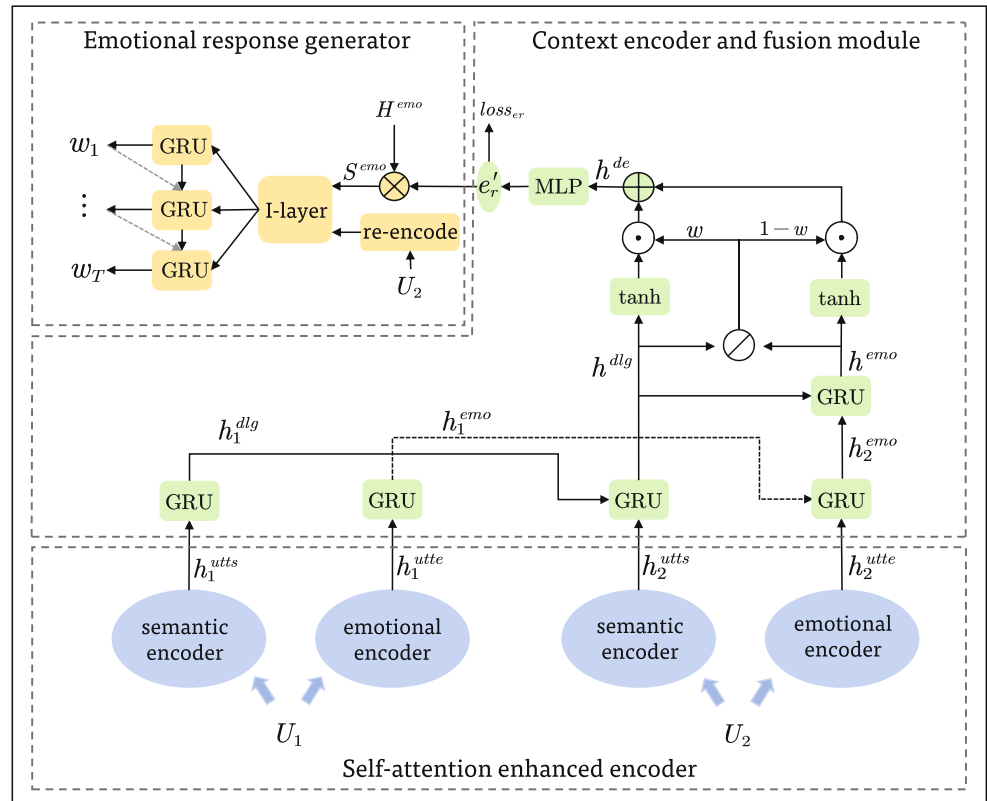 Emotional response generator
Context encoder and fusion module
H^{emo}
loss_{er}
w_1
GRU
S^{emo}
e'_r
MLP
h^{de}
⋮
GRU
I-layer
re-encode
w
1 − w
w_T
GRU
U_2
tanh
tanh
h^{dlg}
h^{emo}
GRU
h_1^{dlg}
h_1^{emo}
h_2^{emo}
GRU
GRU
GRU
GRU
h_1^{utts}
h_1^{utte}
h_2^{utts}
h_2^{utte}
semantic
encoder
emotional
encoder
semantic
encoder
emotional
encoder
U_1
U_2
Self-attention enhanced encoder